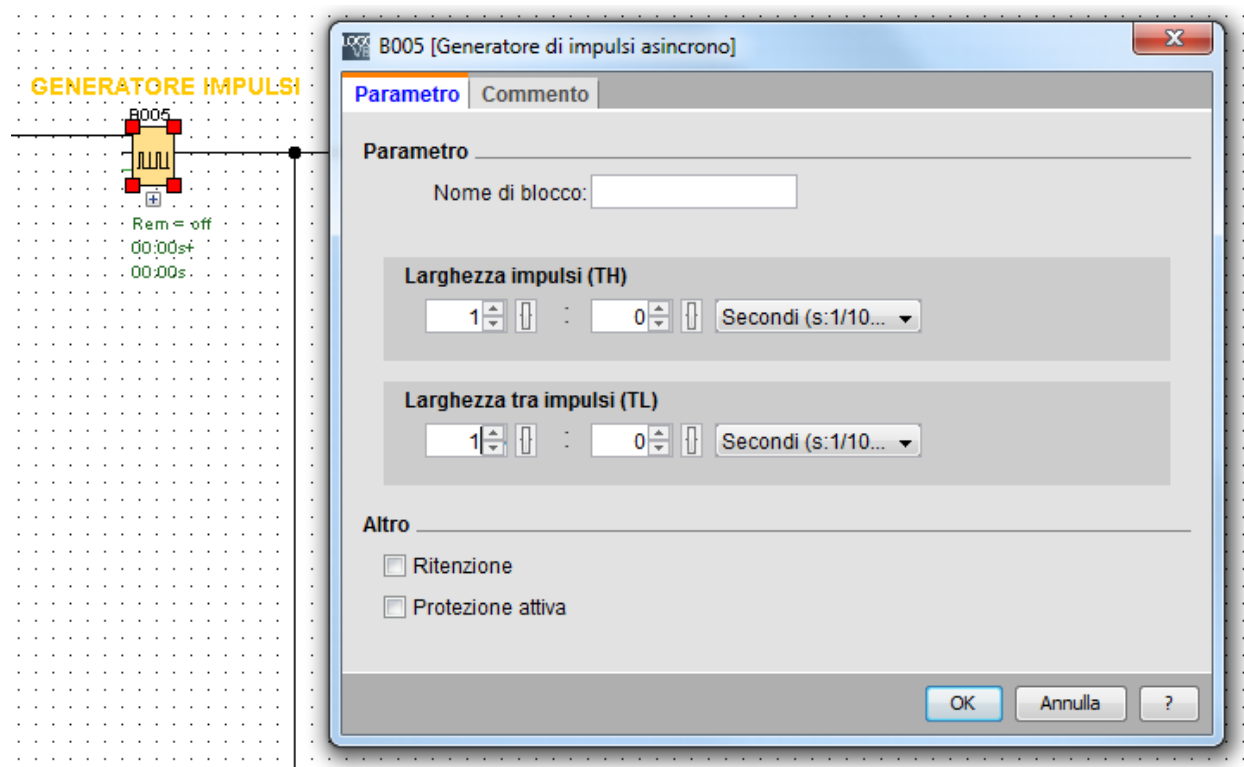 GENERATORE IMPULSI
B005
Rem = off
00:00s+
00:00s
B005 [Generatore di impulsi asincrono]
Parametro
Commento
Parametro
Nome di blocco:
Larghezza impulsi (TH)
1 : 0 Secondi (s:1/10...
Larghezza tra impulsi (TL)
1 : 0 Secondi (s:1/10...
Altro
Ritenzione
Protezione attiva
OK
Annulla
?